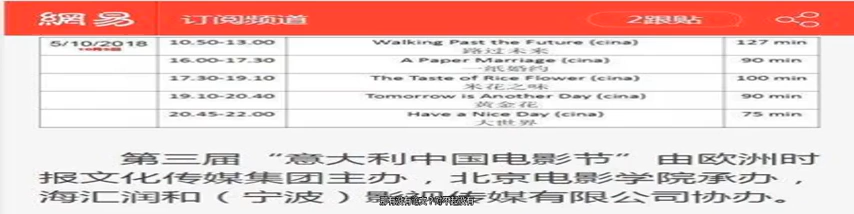 網易 订阅频道 2跟贴
5/10/2018 10.50-13.00 Walking Past the Future (cina) 127 min
路过未来
16.00-17.30 A Paper Marriage (cina) 90 min
一纸婚约
17.30-19.10 The Taste of Rice Flower (cina) 100 min
米花之味
19.10-20.40 Tomorrow is Another Day (cina) 90 min
黄金花
20.45-22.00 Have a Nice Day (cina) 75 min
大世界
第三届“意大利中国电影节”由欧洲时
报文化传媒集团主办，北京电影学院承办，
海汇润和（宁波）影视传媒有限公司协办。